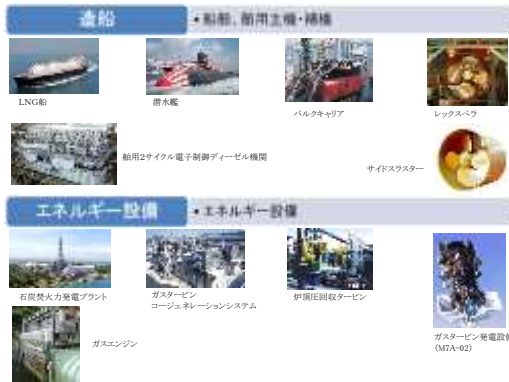 造船
• 船舶、舶用主機・補機
LNG船
潜水艦
バルクキャリア
レックスペラ
舶用2サイクル電子制御ディーゼル機関
サイドスラスター
エネルギー設備
• エネルギー設備
石炭焚火力発電プラント
ガスタービン
コージェネレーションシステム
炉頂圧回収タービン
ガスタービン発電設備
(M7A-02)
ガスエンジン